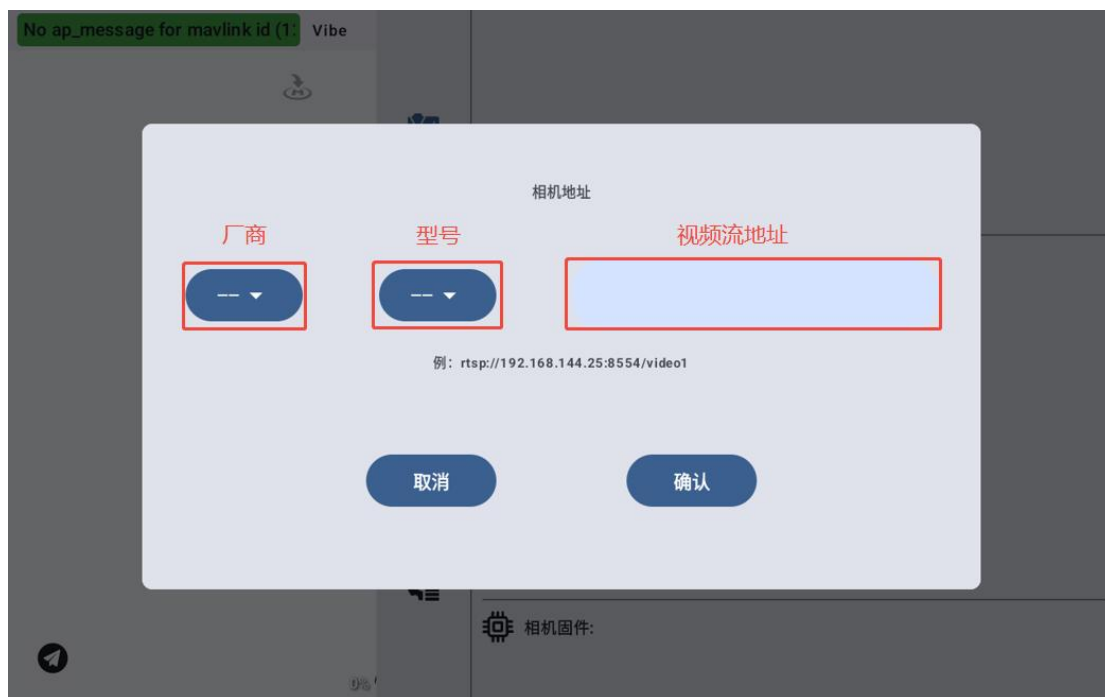 No ap_message for mavlink id (1: Vibe
相机地址
厂商 型号 视频流地址
-- --
例：rtsp://192.168.144.25:8554/video1
取消 确认
相机固件:
0%